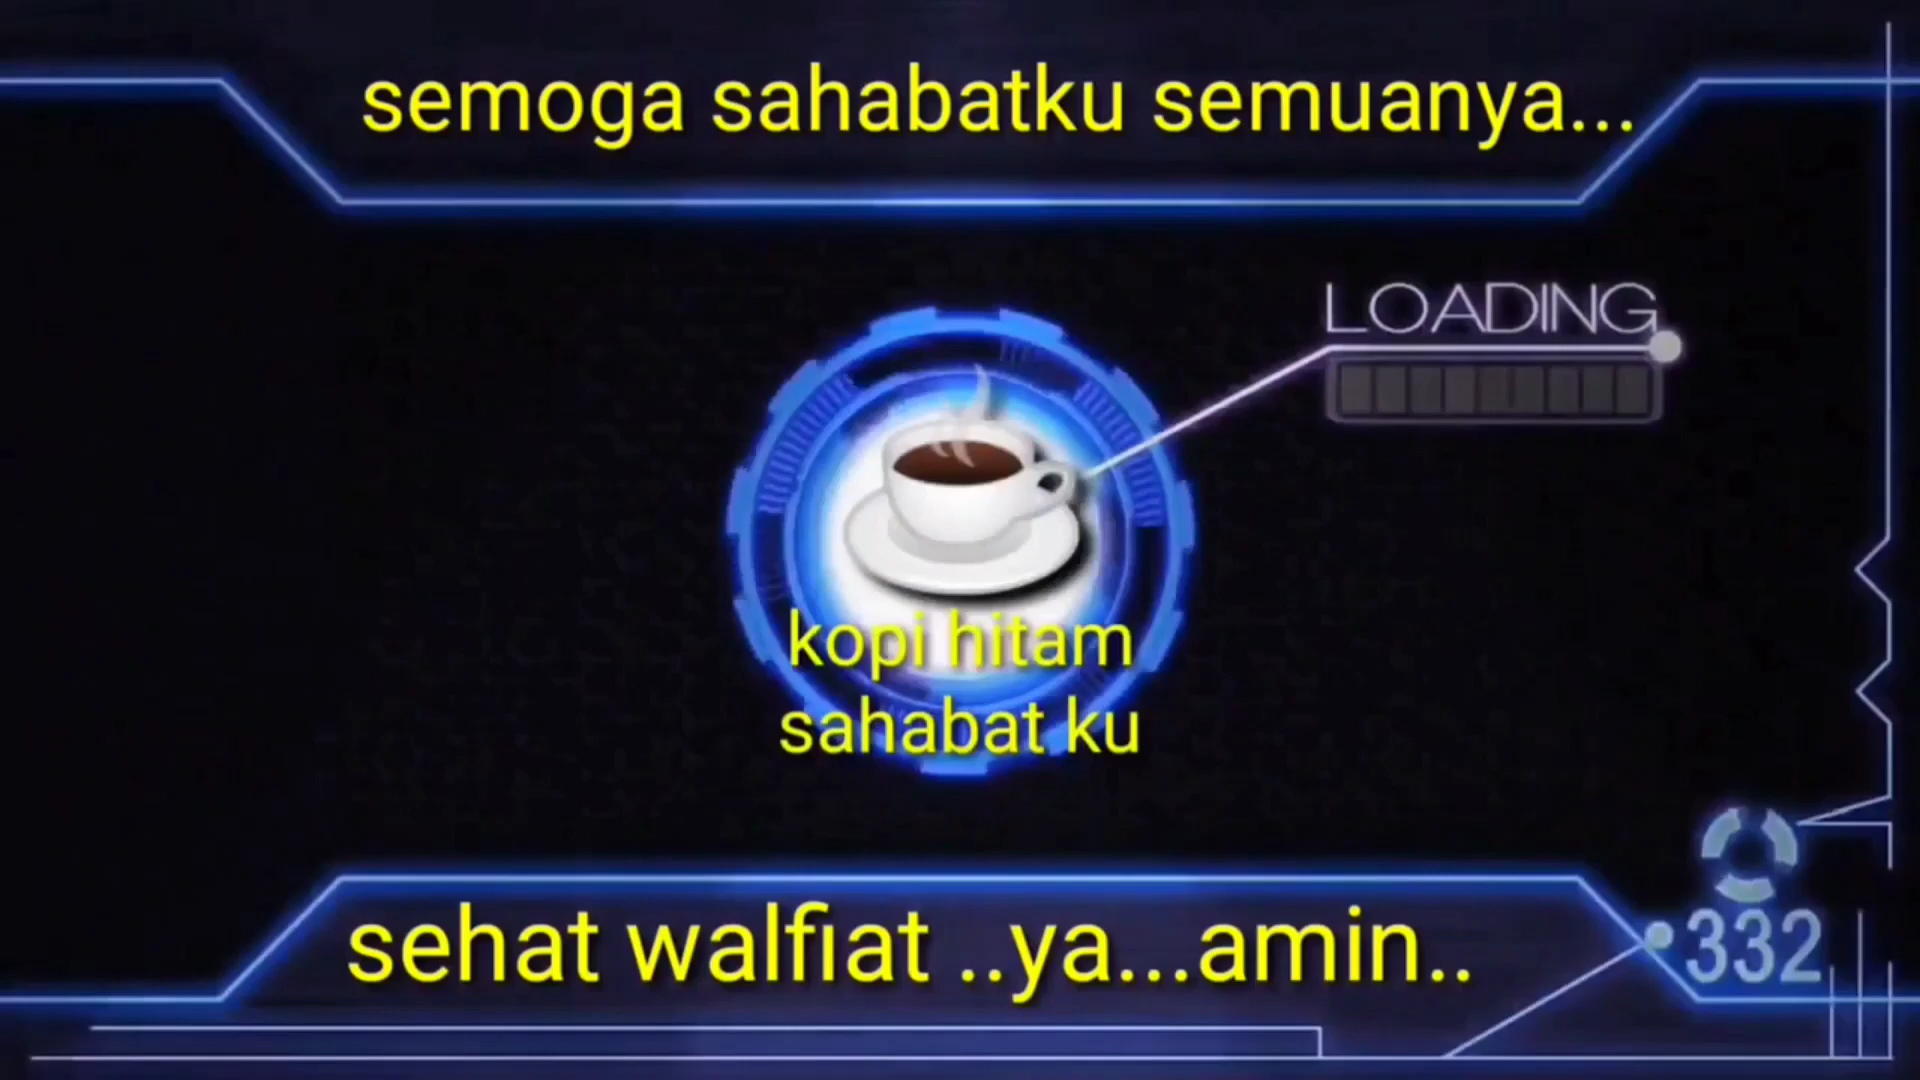 semoga sahabatku semuanya...
LOADING
kopi hitam
sahabat ku
sehat walfiat ..ya...amin..
332